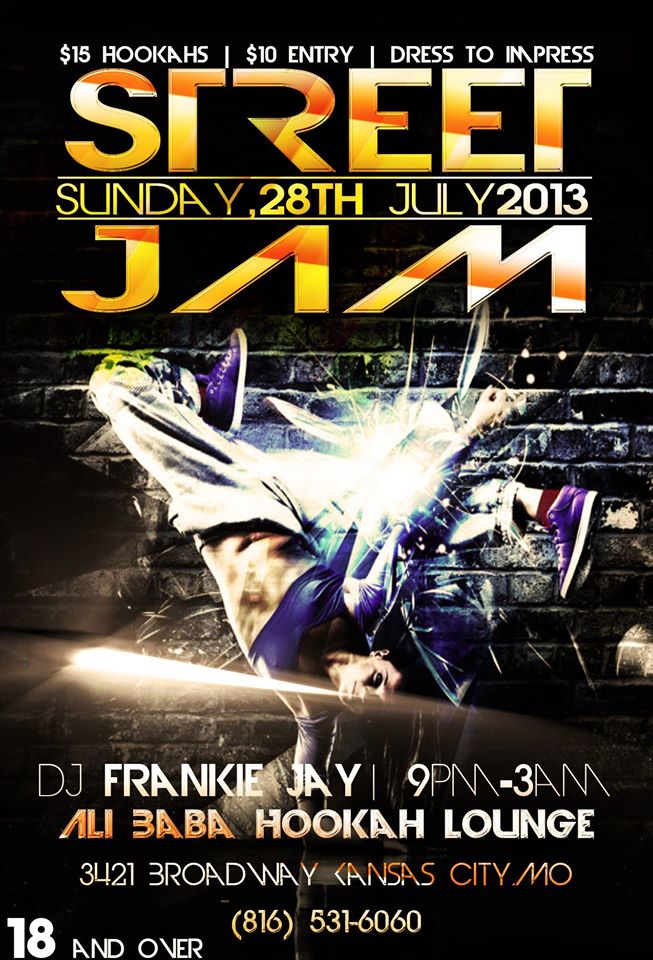 $15 HOOKAHS | $10 ENTRY | DRESS TO IMPRESS
STREET
SUNDAY, 28TH JULY 2013
JAM
DJ FRANKIE JAY | 9PM-3AM
ALI BABA HOOKAH LOUNGE
3421 BROADWAY KANSAS CITY.MO
(816) 531-6060
18 AND OVER